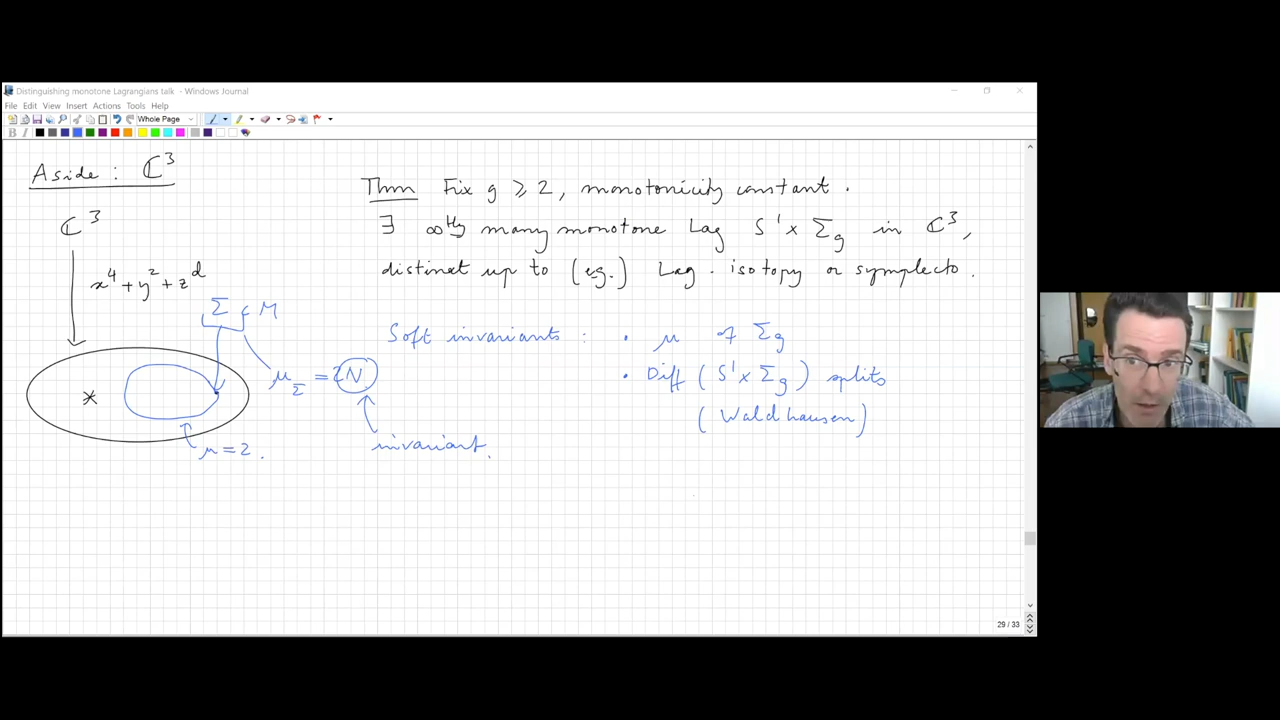 Distinguishing monotone Lagrangians talk - Windows Journal
File Edit View Insert Actions Tools Help
Whole Page
Aside : ℂ³
ℂ³
x⁴ + y² + z^d
Σ ⊂ M
μ_Σ = 2N
μ = 2 .
invariant .
Thm Fix g ⩾ 2 , monotonicity constant .
∃ ∞tly many monotone Lag S¹ × Σ_g in ℂ³ ,
distinct up to (eg.) Lag . isotopy or symplecto .
Soft invariants : • μ of Σ_g
• Diff ( S¹ × Σ_g ) splits
( Waldhausen )
29 / 33